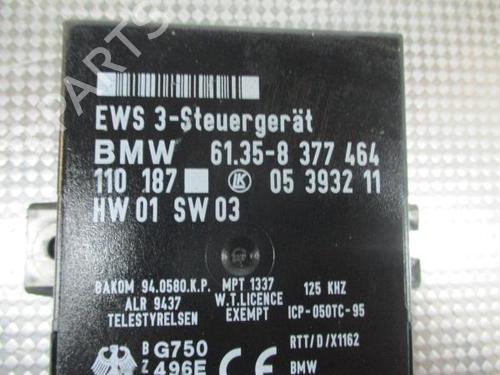 EWS 3-Steuergerät
BMW 61.35-8 377 464
110 187 LK 05 3932 11
HW 01 SW 03
BAKOM 94.0580.K.P. MPT 1337 125 KHZ
ALR 9437 W.T.LICENCE ICP-050TC-95
TELESTYRELSEN EXEMPT
B G750 RTT/D/X1162
Z 496E CE BMW